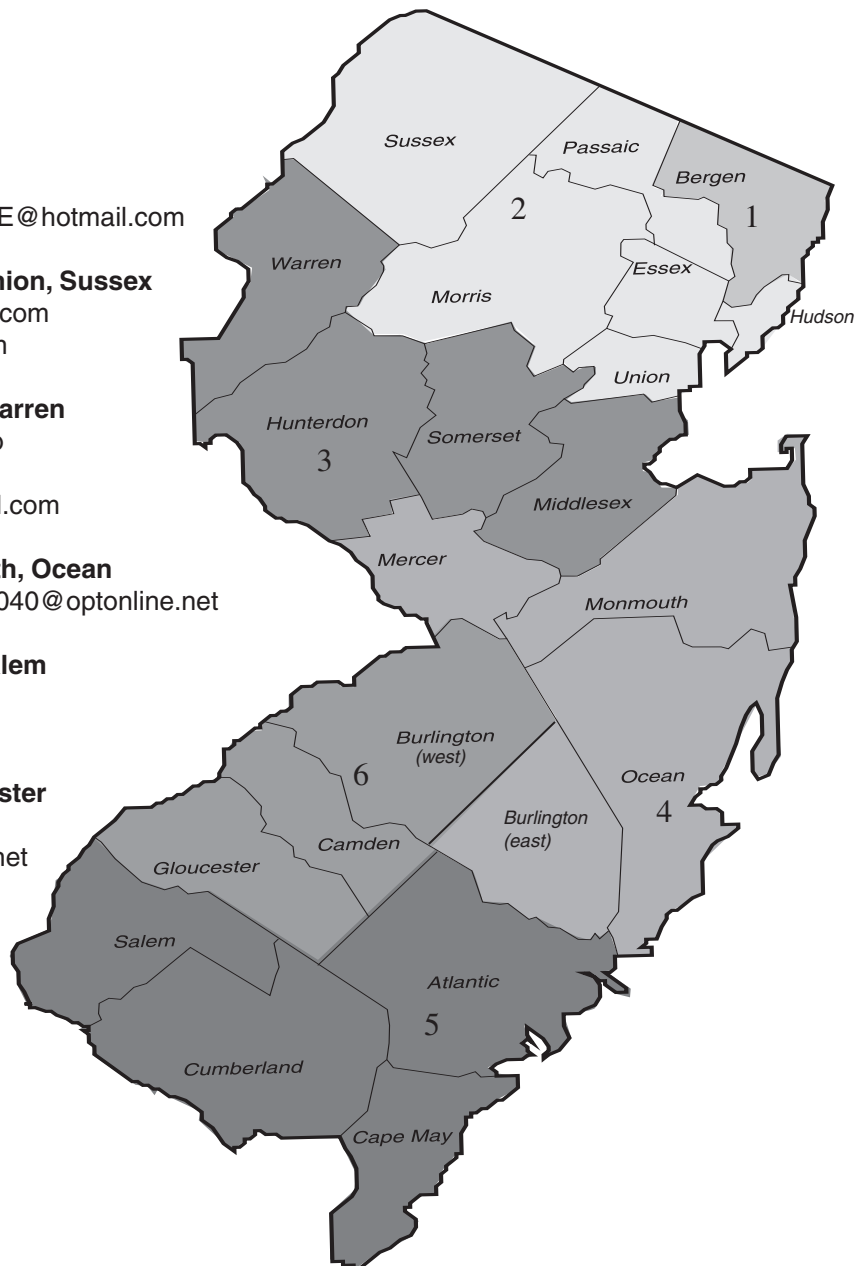 E@hotmail.com
nion, Sussex
.com
n
arren
l.com
th, Ocean
040@optonline.net
lem
ster
net
Sussex
Passaic
Bergen
1
2
Warren
Essex
Morris
Hudson
Union
Hunterdon
Somerset
3
Middlesex
Mercer
Monmouth
Burlington
(west)
6
Ocean
4
Burlington
(east)
Camden
Gloucester
Salem
Atlantic
5
Cumberland
Cape May